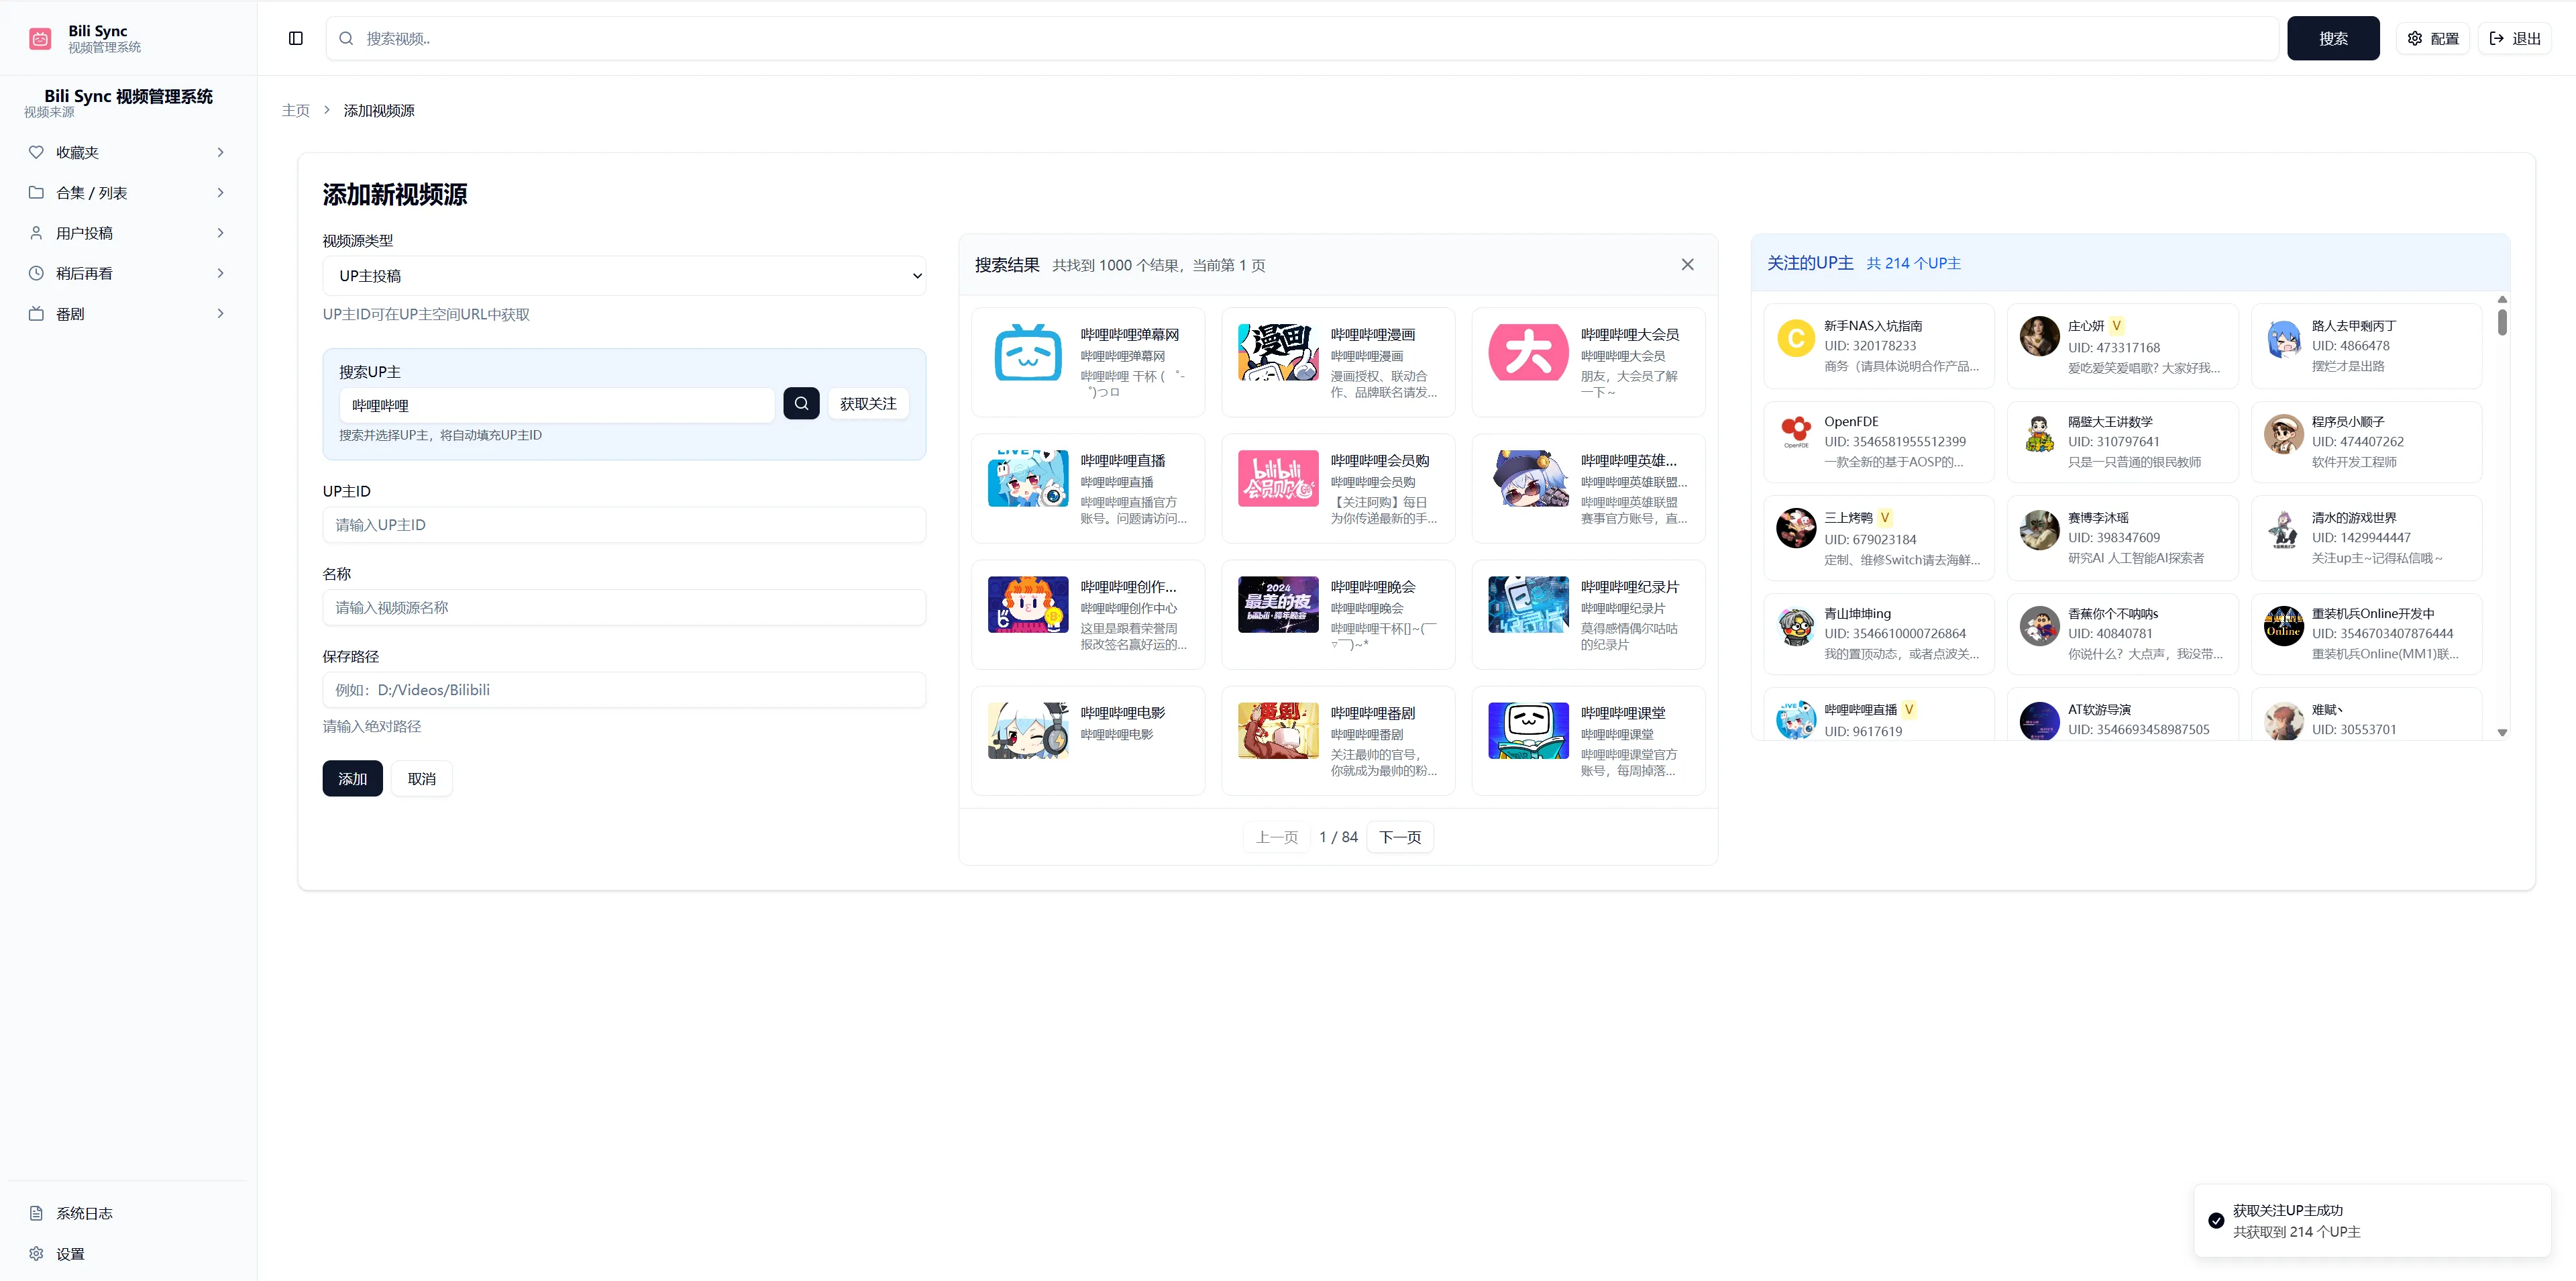 Bili Sync
视频管理系统
搜索视频..
搜索
配置
退出
Bili Sync 视频管理系统
视频来源
收藏夹
合集 / 列表
用户投稿
稍后再看
番剧
系统日志
设置
主页
添加视频源
添加新视频源
视频源类型
UP主投稿
UP主ID可在UP主空间URL中获取
搜索UP主
哔哩哔哩
获取关注
搜索并选择UP主，将自动填充UP主ID
UP主ID
请输入UP主ID
名称
请输入视频源名称
保存路径
例如：D:/Videos/Bilibili
请输入绝对路径
添加
取消
搜索结果 共找到 1000 个结果，当前第 1 页
哔哩哔哩弹幕网
哔哩哔哩弹幕网
哔哩哔哩 干杯 ( ゜-
゜)つロ
漫画
哔哩哔哩漫画
哔哩哔哩漫画
漫画授权、联动合
作、品牌联名请发...
大
哔哩哔哩大会员
哔哩哔哩大会员
朋友，大会员了解
一下~
LIVE
哔哩哔哩直播
哔哩哔哩直播
哔哩哔哩直播官方
账号。问题请访问...
bilibili
会员购
哔哩哔哩会员购
哔哩哔哩会员购
【关注阿购】每日
为你传递最新的手...
哔哩哔哩英雄...
哔哩哔哩英雄联盟...
哔哩哔哩英雄联盟
赛事官方账号，直...
哔哩哔哩创作...
哔哩哔哩创作中心
这里是跟着荣誉周
报改签名赢好运的...
2024
最美的夜
bilibili 跨年晚会
哔哩哔哩晚会
哔哩哔哩晚会
哔哩哔哩干杯[]~(￣
▽￣)~*
哔哩哔哩纪录片
哔哩哔哩纪录片
莫得感情偶尔咕咕
的纪录片
哔哩哔哩电影
哔哩哔哩电影
番剧
哔哩哔哩番剧
哔哩哔哩番剧
关注最帅的官号，
你就成为最帅的粉...
哔哩哔哩课堂
哔哩哔哩课堂
哔哩哔哩课堂官方
账号，每周掉落...
上一页
1 / 84
下一页
关注的UP主 共 214 个UP主
C
新手NAS入坑指南
UID: 320178233
商务（请具体说明合作产品...
庄心妍 V
UID: 473317168
爱吃爱笑爱唱歌? 大家好我...
路人去甲剩丙丁
UID: 4866478
摆烂才是出路
OpenFDE
OpenFDE
UID: 3546581955512399
一款全新的基于AOSP的...
隔壁大王讲数学
UID: 310797641
只是一只普通的银民教师
程序员小顺子
UID: 474407262
软件开发工程师
三上烤鸭 V
UID: 679023184
定制、维修Switch请去海鲜...
赛博李沐瑶
UID: 398347609
研究AI 人工智能AI探索者
清水的游戏世界
UID: 1429944447
关注up主~记得私信哦~
青山坤坤ing
UID: 3546610000726864
我的置顶动态，或者点波关...
香蕉你个不呐呐s
UID: 40840781
你说什么？大点声，我没带...
Online
重装机兵Online开发中
UID: 3546703407876444
重装机兵Online(MM1)联...
LIVE
哔哩哔哩直播 V
UID: 9617619
AT软游导演
UID: 3546693458987505
难赋丶
UID: 30553701
获取关注UP主成功
共获取到 214 个UP主